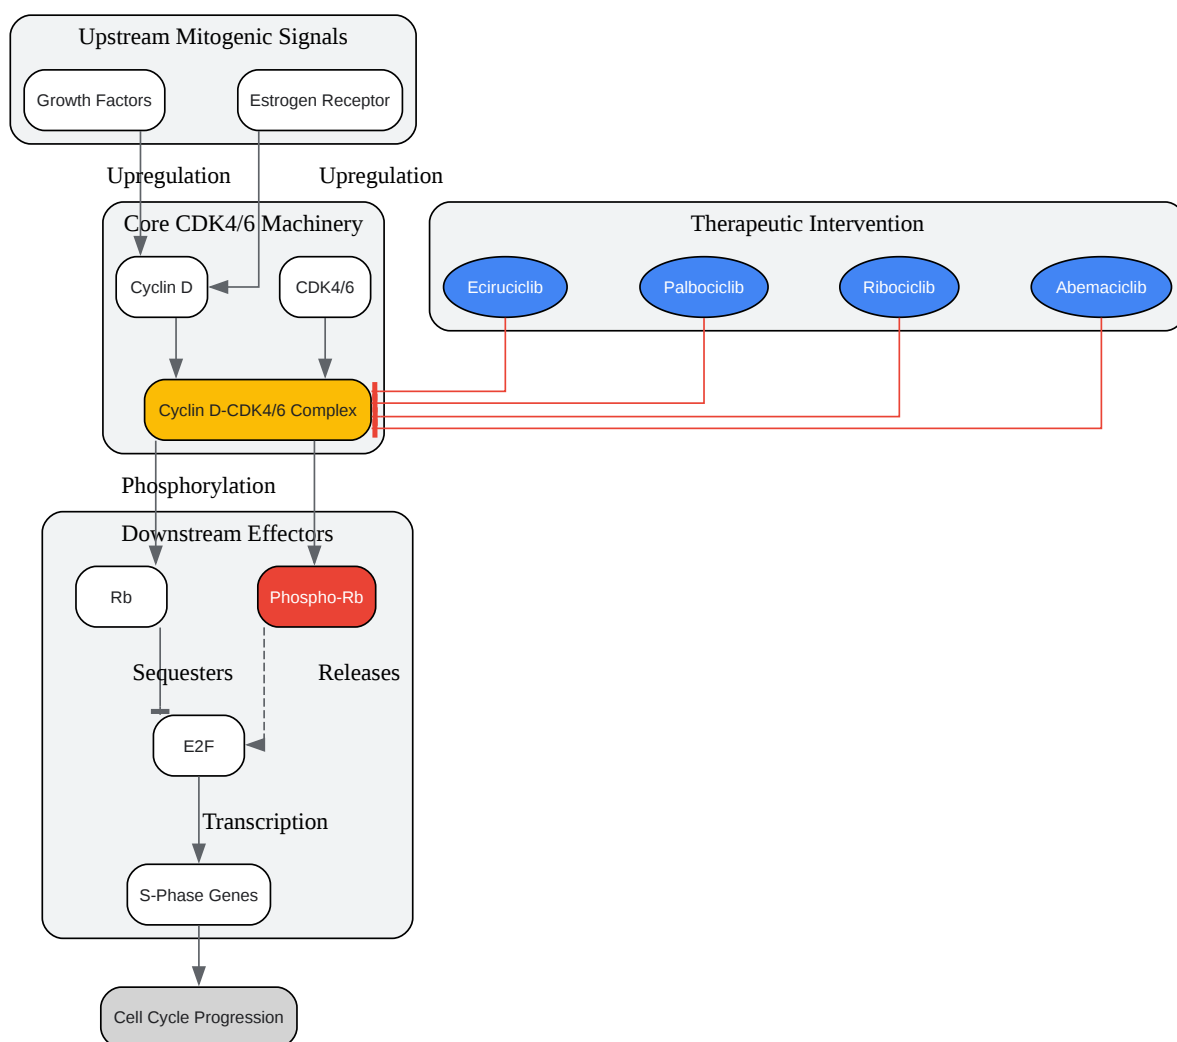 Upstream Mitogenic Signals
Growth Factors
Estrogen Receptor
Upregulation
Upregulation
Core CDK4/6 Machinery
Therapeutic Intervention
Cyclin D
CDK4/6
Eciruciclib
Palbociclib
Ribociclib
Abemaciclib
Cyclin D-CDK4/6 Complex
Phosphorylation
Downstream Effectors
Rb
Phospho-Rb
Sequesters
Releases
E2F
Transcription
S-Phase Genes
Cell Cycle Progression